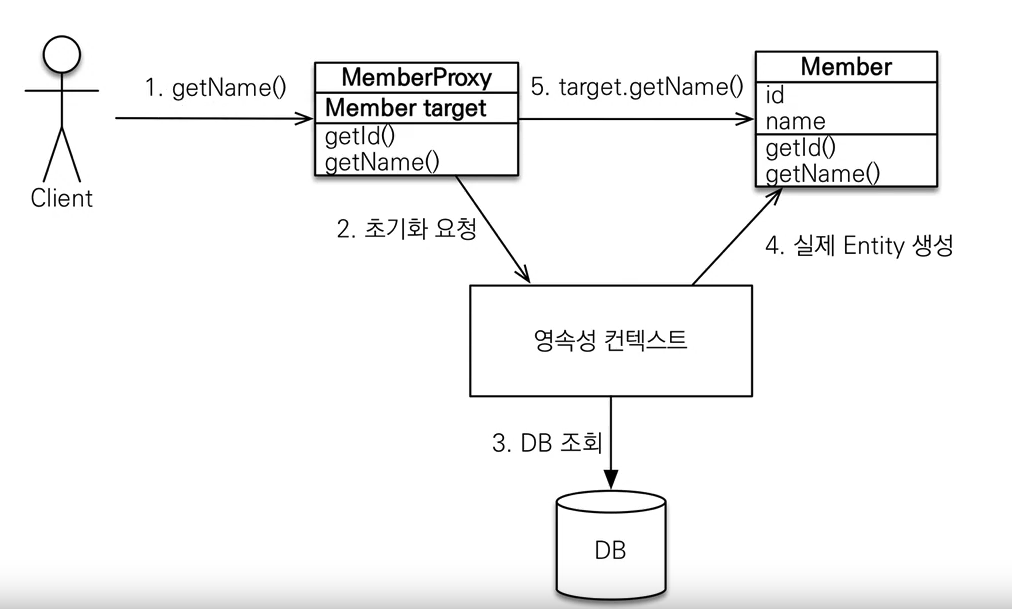 1. getName()
MemberProxy
Member target
getId()
getName()
5. target.getName()
Member
id
name
getId()
getName()
Client
2. 초기화 요청
4. 실제 Entity 생성
영속성 컨텍스트
3. DB 조회
DB